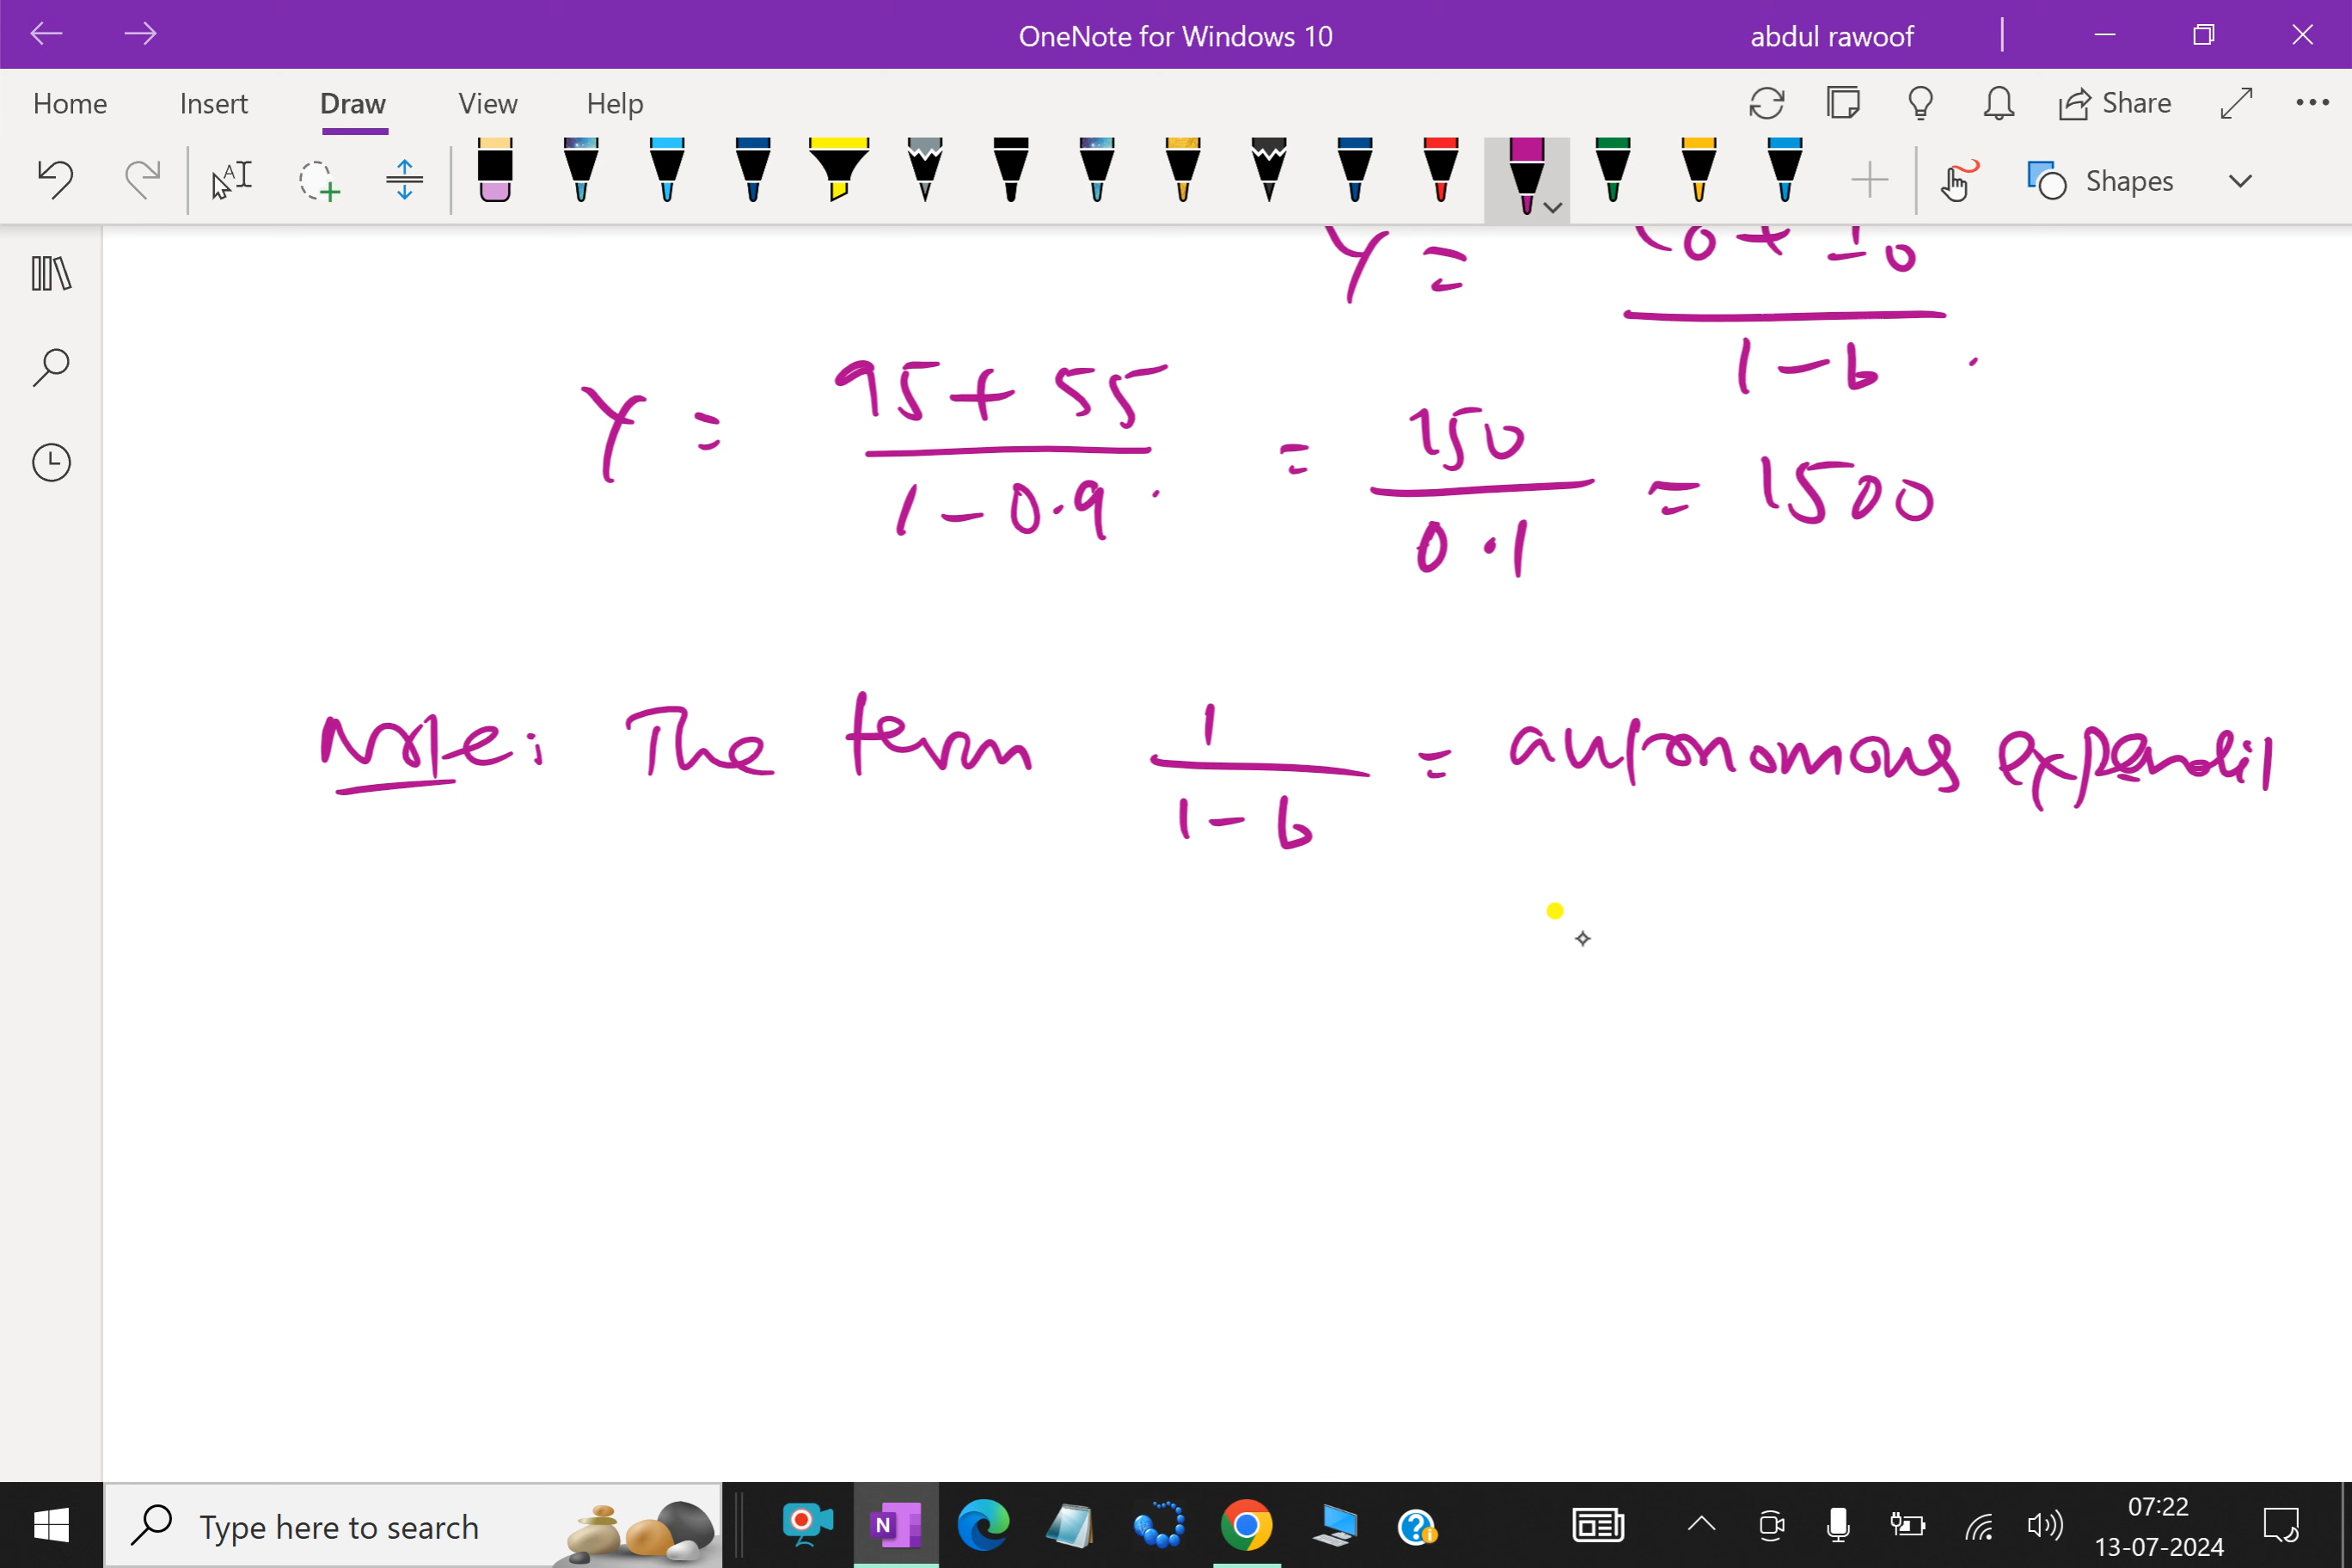 OneNote for Windows 10
abdul rawoof
Home Insert Draw View Help
Share
Shapes
Y =
1 - b .
Y = 95 + 55 / 1 - 0.9 . = 150 / 0.1 = 1500
Note: The term 1 / 1 - b = autonomous expendit
Type here to search
07:22
13-07-2024